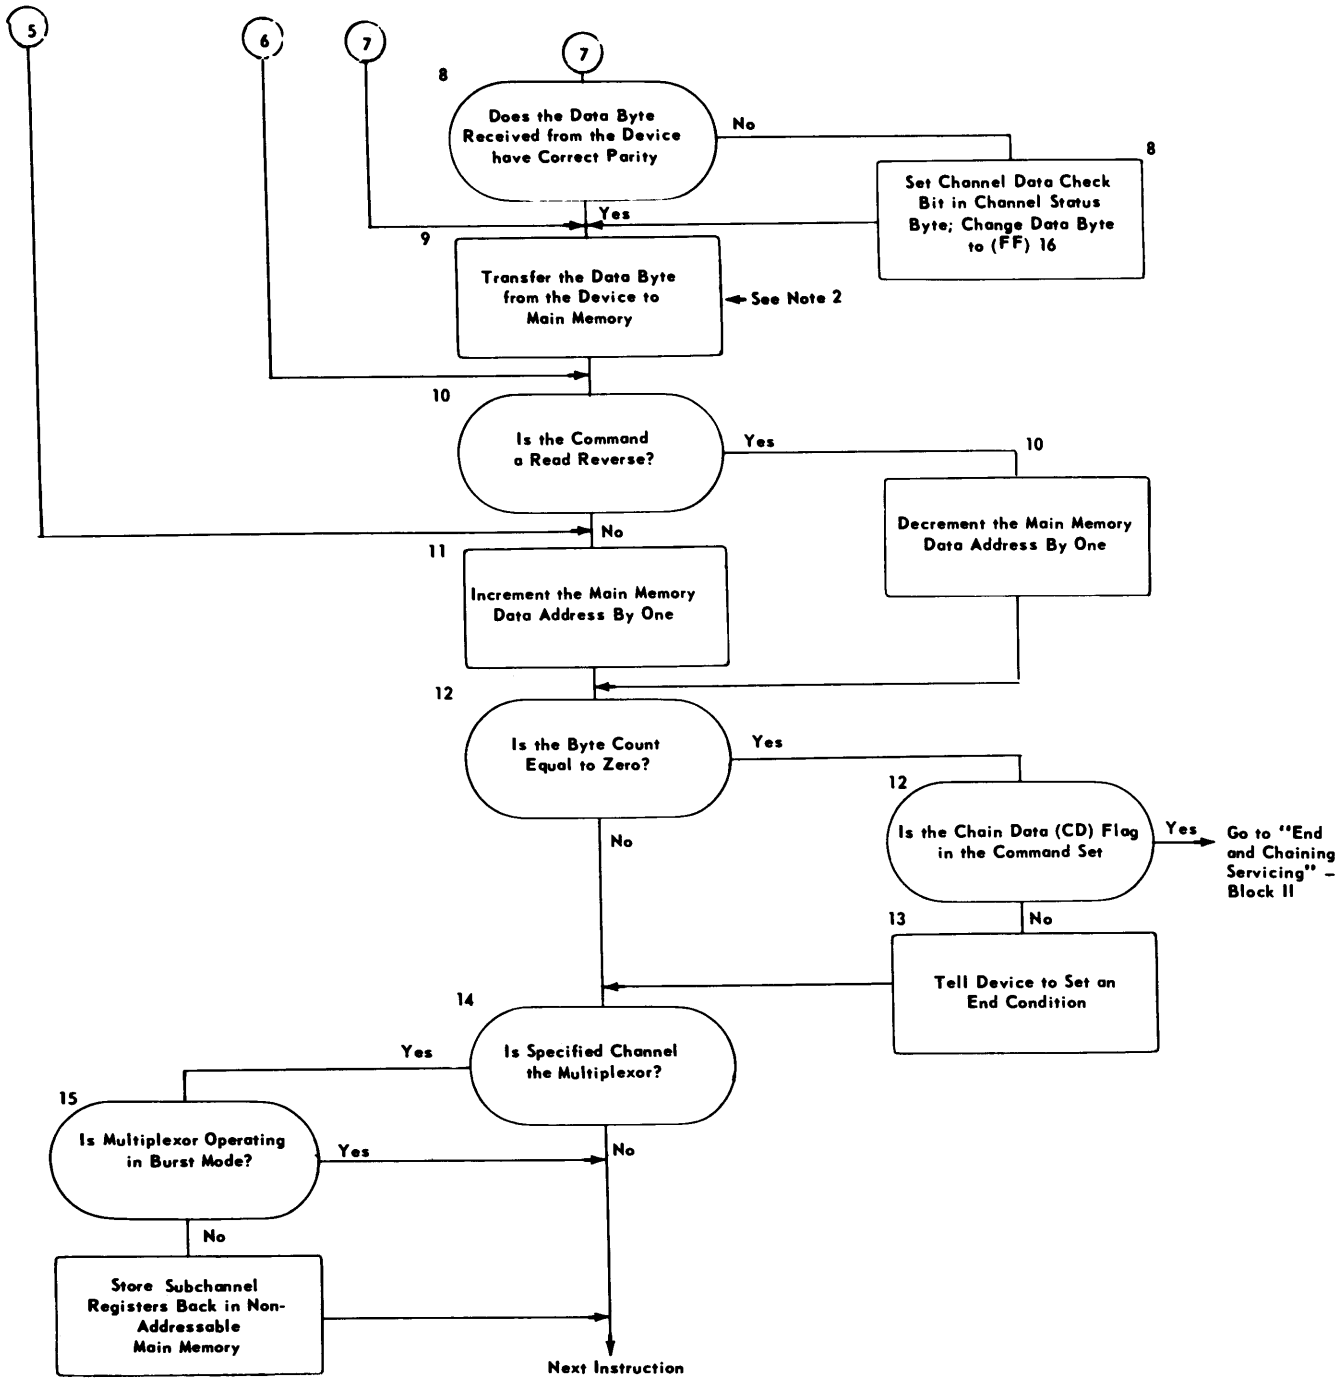 5
6
7
7
8
Does the Data Byte
Received from the Device
have Correct Parity
No
8
Set Channel Data Check
Bit in Channel Status
Byte; Change Data Byte
to (FF) 16
Yes
9
Transfer the Data Byte
from the Device to
Main Memory
See Note 2
10
Is the Command
a Read Reverse?
Yes
10
Decrement the Main Memory
Data Address By One
No
11
Increment the Main Memory
Data Address By One
12
Is the Byte Count
Equal to Zero?
Yes
12
Is the Chain Data (CD) Flag
in the Command Set
Yes
Go to "End
and Chaining
Servicing" –
Block II
No
No
13
Tell Device to Set an
End Condition
14
Is Specified Channel
the Multiplexor?
Yes
15
Is Multiplexor Operating
in Burst Mode?
Yes
No
No
Store Subchannel
Registers Back in Non-
Addressable
Main Memory
Next Instruction